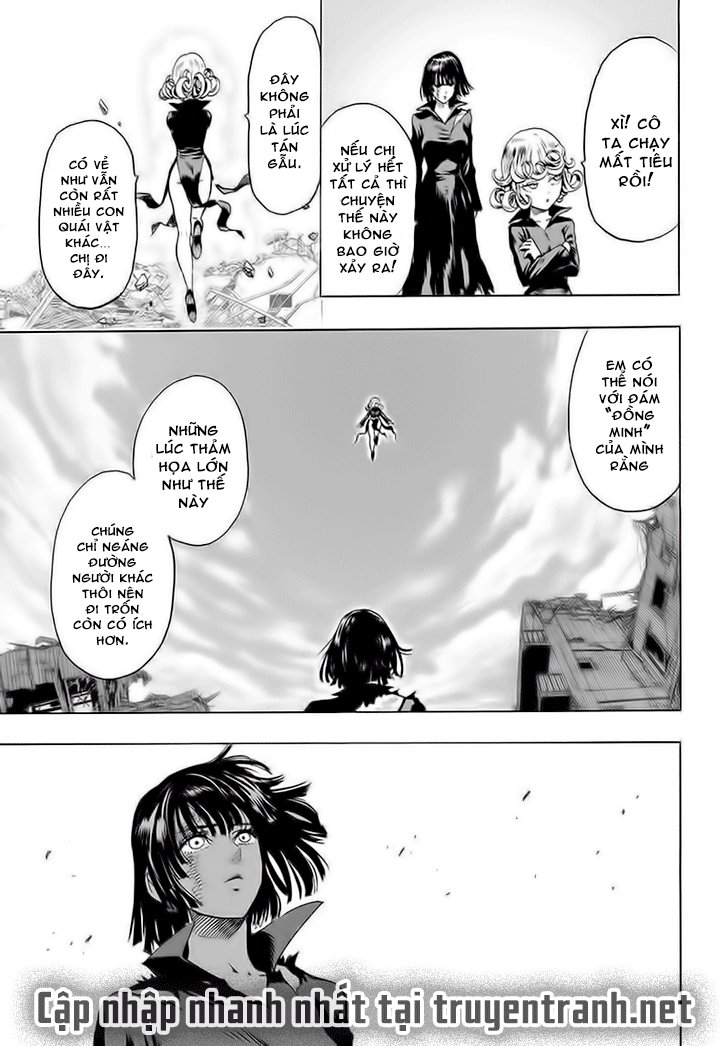 XÌ! CÔ
TA CHẠY
MẤT TIÊU
RỒI!
NẾU CHỊ
XỬ LÝ HẾT
TẤT CẢ THÌ
CHUYỆN
THẾ NÀY
KHÔNG
BAO GIỜ
XẢY RA!
ĐÂY
KHÔNG
PHẢI
LÀ LÚC
TÁN
GẪU.
CÓ VẺ
NHƯ VẪN
CÒN RẤT
NHIỀU CON
QUÁI VẬT
KHÁC...
CHỊ ĐI
ĐÂY.
EM CÓ
THỂ NÓI
VỚI ĐÁM
"ĐỒNG
MINH"
CỦA MÌNH
RẰNG
NHỮNG
LÚC THẢM
HỌA LỚN
NHƯ THẾ
NÀY
CHÚNG
CHỈ NGÁNG
ĐƯỜNG
NGƯỜI KHÁC
THÔI NÊN
ĐI TRỐN
CÒN CÓ ÍCH
HƠN.
Cập nhập nhanh nhất tại truyentranh.net